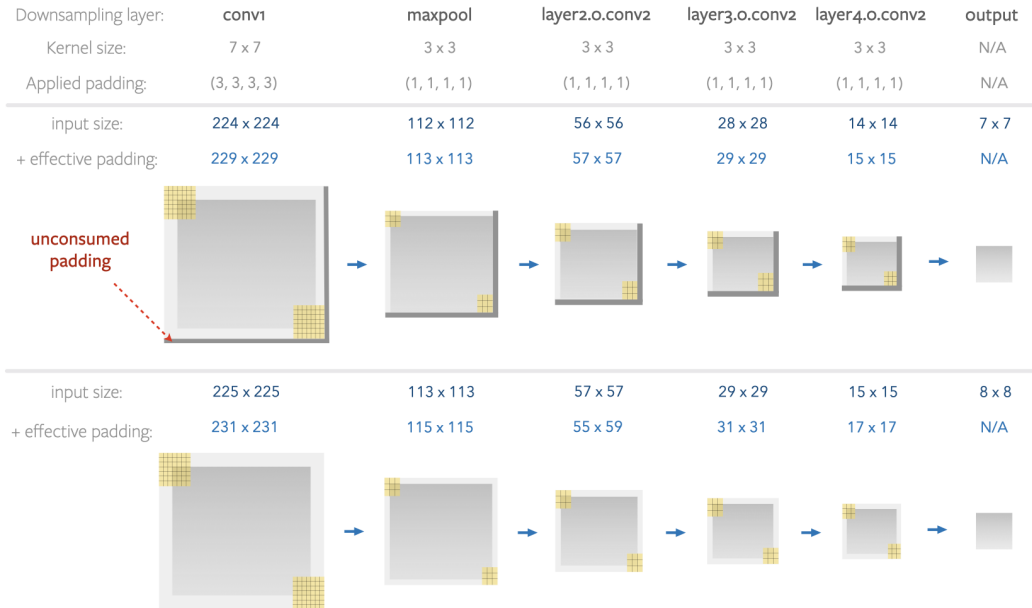 Downsampling layer: conv1 maxpool layer2.0.conv2 layer3.0.conv2 layer4.0.conv2 output
Kernel size: 7 x 7 3 x 3 3 x 3 3 x 3 3 x 3 N/A
Applied padding: (3, 3, 3, 3) (1, 1, 1, 1) (1, 1, 1, 1) (1, 1, 1, 1) (1, 1, 1, 1) N/A
input size: 224 x 224 112 x 112 56 x 56 28 x 28 14 x 14 7 x 7
+ effective padding: 229 x 229 113 x 113 57 x 57 29 x 29 15 x 15 N/A
unconsumed
padding
input size: 225 x 225 113 x 113 57 x 57 29 x 29 15 x 15 8 x 8
+ effective padding: 231 x 231 115 x 115 55 x 59 31 x 31 17 x 17 N/A